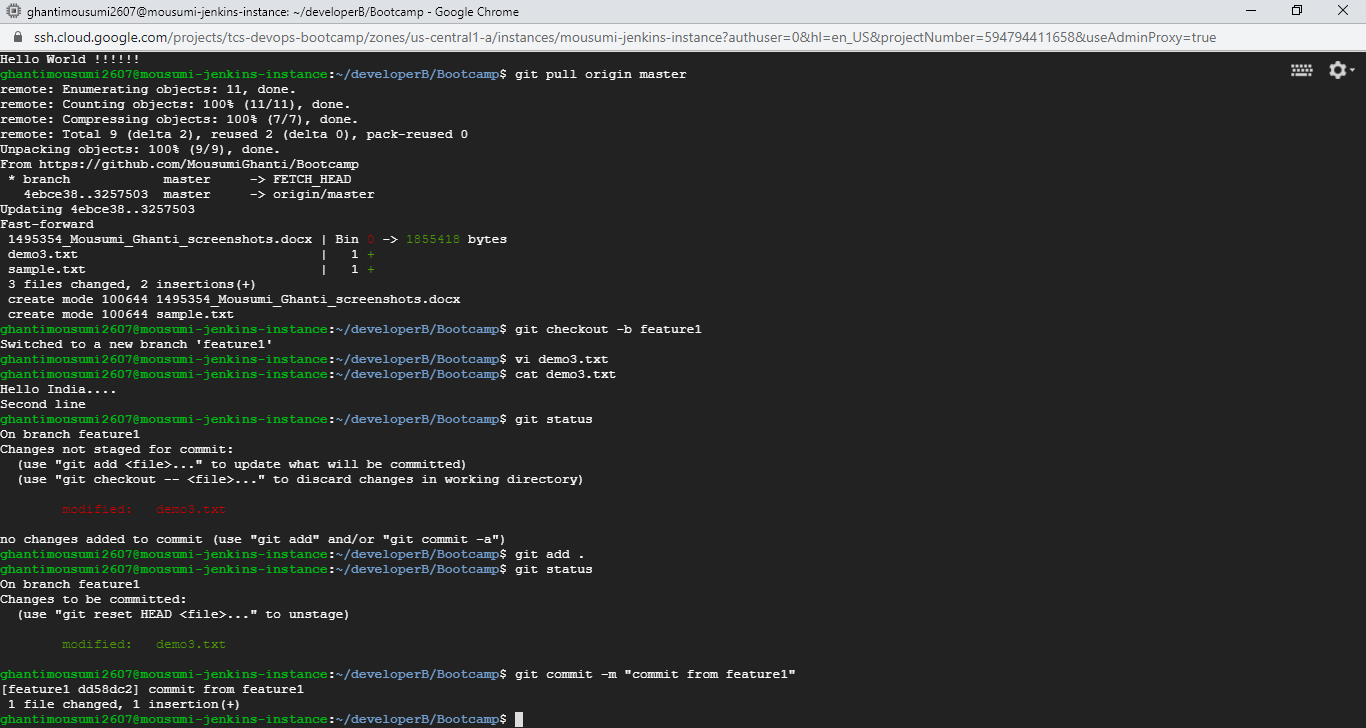 ghantimousumi2607@mousumi-jenkins-instance: ~/developerB/Bootcamp - Google Chrome
ssh.cloud.google.com/projects/tcs-devops-bootcamp/zones/us-central1-a/instances/mousumi-jenkins-instance?authuser=0&hl=en_US&projectNumber=594794411658&useAdminProxy=true
Hello World !!!!!!
ghantimousumi2607@mousumi-jenkins-instance:~/developerB/Bootcamp$ git pull origin master
remote: Enumerating objects: 11, done.
remote: Counting objects: 100% (11/11), done.
remote: Compressing objects: 100% (7/7), done.
remote: Total 9 (delta 2), reused 2 (delta 0), pack-reused 0
Unpacking objects: 100% (9/9), done.
From https://github.com/MousumiGhanti/Bootcamp
 * branch            master     -> FETCH_HEAD
   4ebce38..3257503  master     -> origin/master
Updating 4ebce38..3257503
Fast-forward
 1495354_Mousumi_Ghanti_screenshots.docx | Bin 0 -> 1855418 bytes
 demo3.txt                               |   1 +
 sample.txt                              |   1 +
 3 files changed, 2 insertions(+)
 create mode 100644 1495354_Mousumi_Ghanti_screenshots.docx
 create mode 100644 sample.txt
ghantimousumi2607@mousumi-jenkins-instance:~/developerB/Bootcamp$ git checkout -b feature1
Switched to a new branch 'feature1'
ghantimousumi2607@mousumi-jenkins-instance:~/developerB/Bootcamp$ vi demo3.txt
ghantimousumi2607@mousumi-jenkins-instance:~/developerB/Bootcamp$ cat demo3.txt
Hello India....
Second line
ghantimousumi2607@mousumi-jenkins-instance:~/developerB/Bootcamp$ git status
On branch feature1
Changes not staged for commit:
  (use "git add <file>..." to update what will be committed)
  (use "git checkout -- <file>..." to discard changes in working directory)
        modified:   demo3.txt
no changes added to commit (use "git add" and/or "git commit -a")
ghantimousumi2607@mousumi-jenkins-instance:~/developerB/Bootcamp$ git add .
ghantimousumi2607@mousumi-jenkins-instance:~/developerB/Bootcamp$ git status
On branch feature1
Changes to be committed:
  (use "git reset HEAD <file>..." to unstage)
        modified:   demo3.txt
ghantimousumi2607@mousumi-jenkins-instance:~/developerB/Bootcamp$ git commit -m "commit from feature1"
[feature1 dd58dc2] commit from feature1
 1 file changed, 1 insertion(+)
ghantimousumi2607@mousumi-jenkins-instance:~/developerB/Bootcamp$